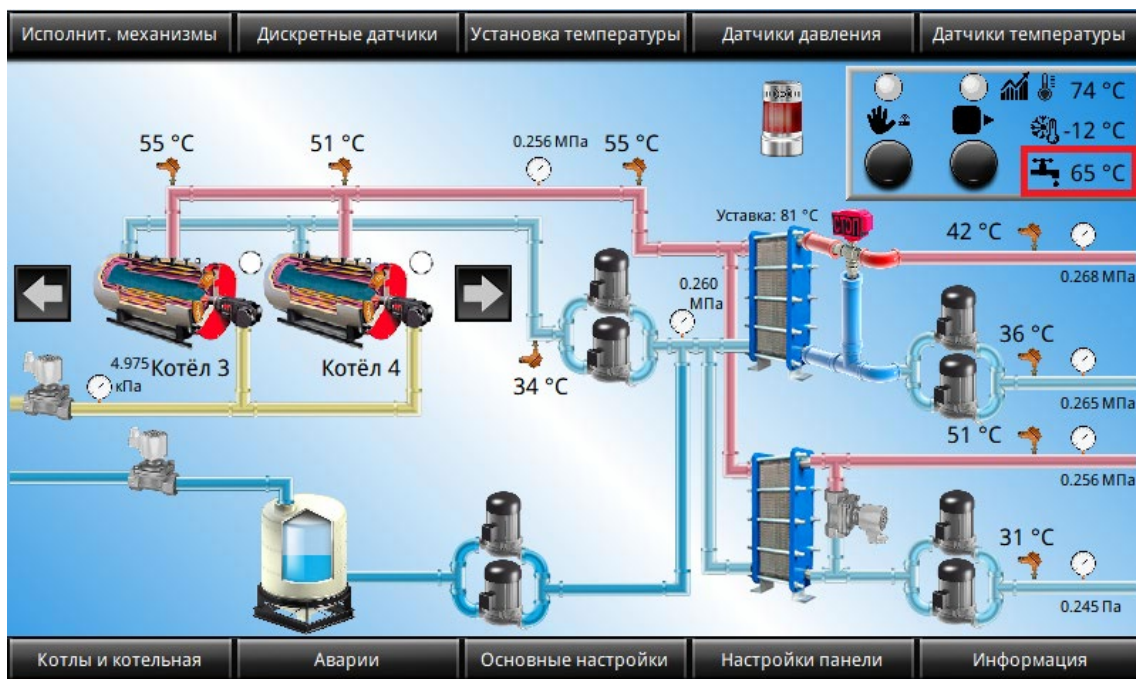 Исполнит. механизмы
Дискретные датчики
Установка температуры
Датчики давления
Датчики температуры
74 °C
-12 °C
65 °C
55 °C
51 °C
0.256 МПа
55 °C
Уставка: 81 °C
СТОП
42 °C
0.268 МПа
0.260
МПа
36 °C
4.975
кПа
Котёл 3
Котёл 4
34 °C
0.265 МПа
51 °C
0.256 МПа
31 °C
0.245 Па
Котлы и котельная
Аварии
Основные настройки
Настройки панели
Информация